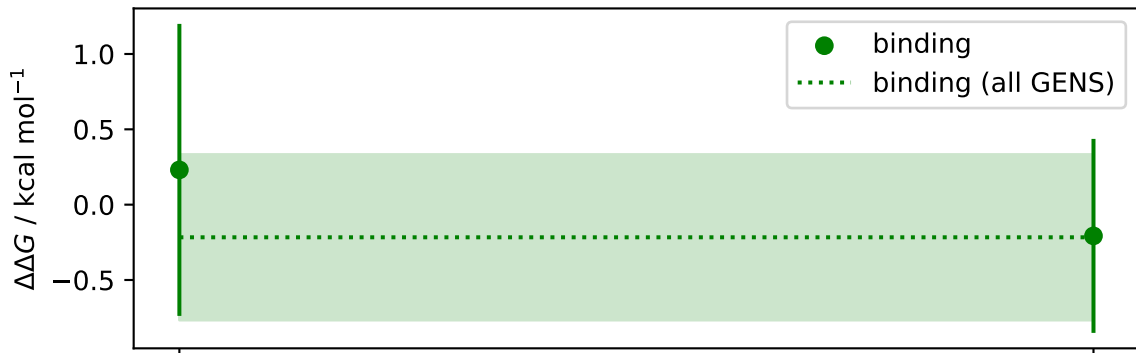 ΔΔG / kcal mol⁻¹
1.0
0.5
0.0
−0.5
binding
binding (all GENS)